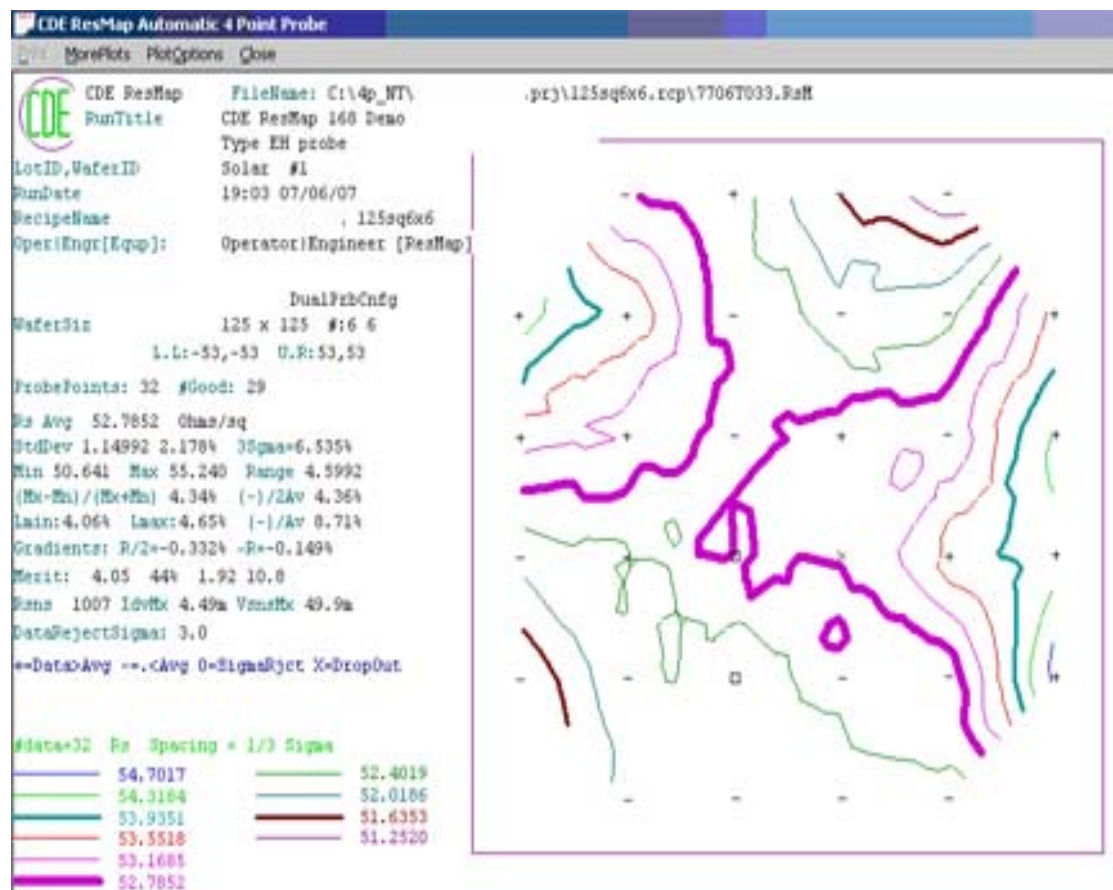 CDE ResMap Automatic 4 Point Probe
MorePlots PlotOptions Close
CDE
CDE ResMap FileName: C:\4p_NT\ .prj\125sq6x6.rcp\7706T033.RsM
RunTitle CDE ResMap 168 Demo
Type EH probe
LotID,WaferID Solar #1
RunDate 19:03 07/06/07
RecipeName . 125sq6x6
Oper|Engr[Equp]: Operator|Engineer [ResMap]
DualPrbCnfg
WaferSiz 125 x 125 #:6 6
L.L:-53,-53 U.R:53,53
ProbePoints: 32 #Good: 29
Rs Avg 52.7852 Ohms/sq
StdDev 1.14992 2.178% 3Sigma=6.535%
Min 50.641 Max 55.240 Range 4.5992
(Mx-Mn)/(Mx+Mn) 4.34% (-)/2Av 4.36%
Lmin:4.06% Lmax:4.65% (-)/Av 8.71%
Gradients: R/2=-0.332% -R=-0.149%
Merit: 4.05 44% 1.92 10.8
Rsns 1007 IdvMx 4.49m VsnsMx 49.9m
DataRejectSigma: 3.0
+=Data>Avg -=.<Avg O=SigmaRjct X=DropOut
#data=32 Rs Spacing = 1/3 Sigma
54.7017 52.4019
54.3184 52.0186
53.9351 51.6353
53.5518 51.2520
53.1685
52.7852